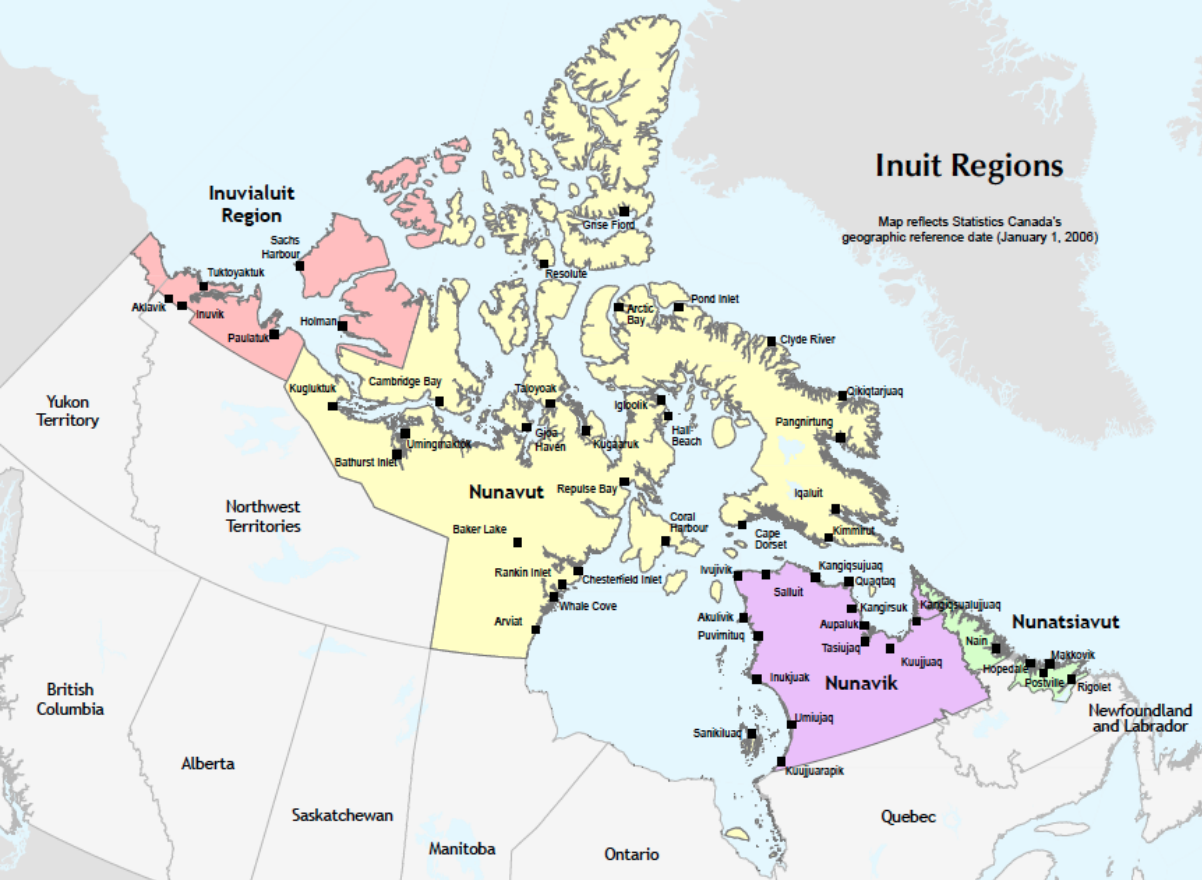 Inuit Regions
Map reflects Statistics Canada's
geographic reference date (January 1, 2006)
Inuvialuit
Region
Sachs
Harbour
Tuktoyaktuk
Aklavik
Inuvik
Paulatuk
Holman
Grise Fiord
Resolute
Arctic
Bay
Pond Inlet
Clyde River
Qikiqtarjuaq
Pangnirtung
Kugluktuk
Cambridge Bay
Taloyoak
Igloolik
Hall
Beach
Umingmaktok
Gjoa
Haven
Kugaaruk
Bathurst Inlet
Nunavut
Repulse Bay
Iqaluit
Baker Lake
Coral
Harbour
Cape
Dorset
Kimmirut
Rankin Inlet
Chesterfield Inlet
Whale Cove
Arviat
Ivujivik
Salluit
Kangiqsujuaq
Quaqtaq
Akulivik
Kangirsuk
Kangiqsualujjuaq
Puvirnituq
Aupaluk
Tasiujaq
Kuujjuaq
Inukjuak
Nunavik
Umiujaq
Sanikiluaq
Kuujjuarapik
Nunatsiavut
Nain
Hopedale
Makkovik
Postville
Rigolet
Newfoundland
and Labrador
Yukon
Territory
Northwest
Territories
British
Columbia
Alberta
Saskatchewan
Manitoba
Ontario
Quebec